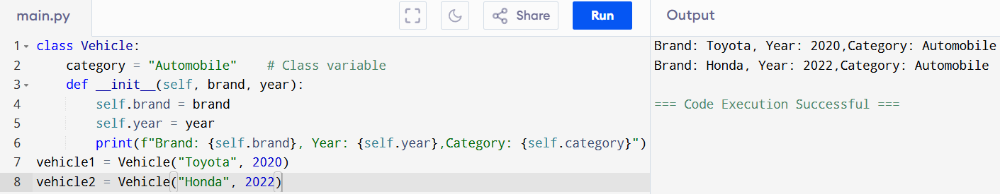 main.py
Share
Run
Output
1 class Vehicle:
2     category = "Automobile"    # Class variable
3     def __init__(self, brand, year):
4         self.brand = brand
5         self.year = year
6         print(f"Brand: {self.brand}, Year: {self.year},Category: {self.category}")
7 vehicle1 = Vehicle("Toyota", 2020)
8 vehicle2 = Vehicle("Honda", 2022)
Brand: Toyota, Year: 2020,Category: Automobile
Brand: Honda, Year: 2022,Category: Automobile
=== Code Execution Successful ===